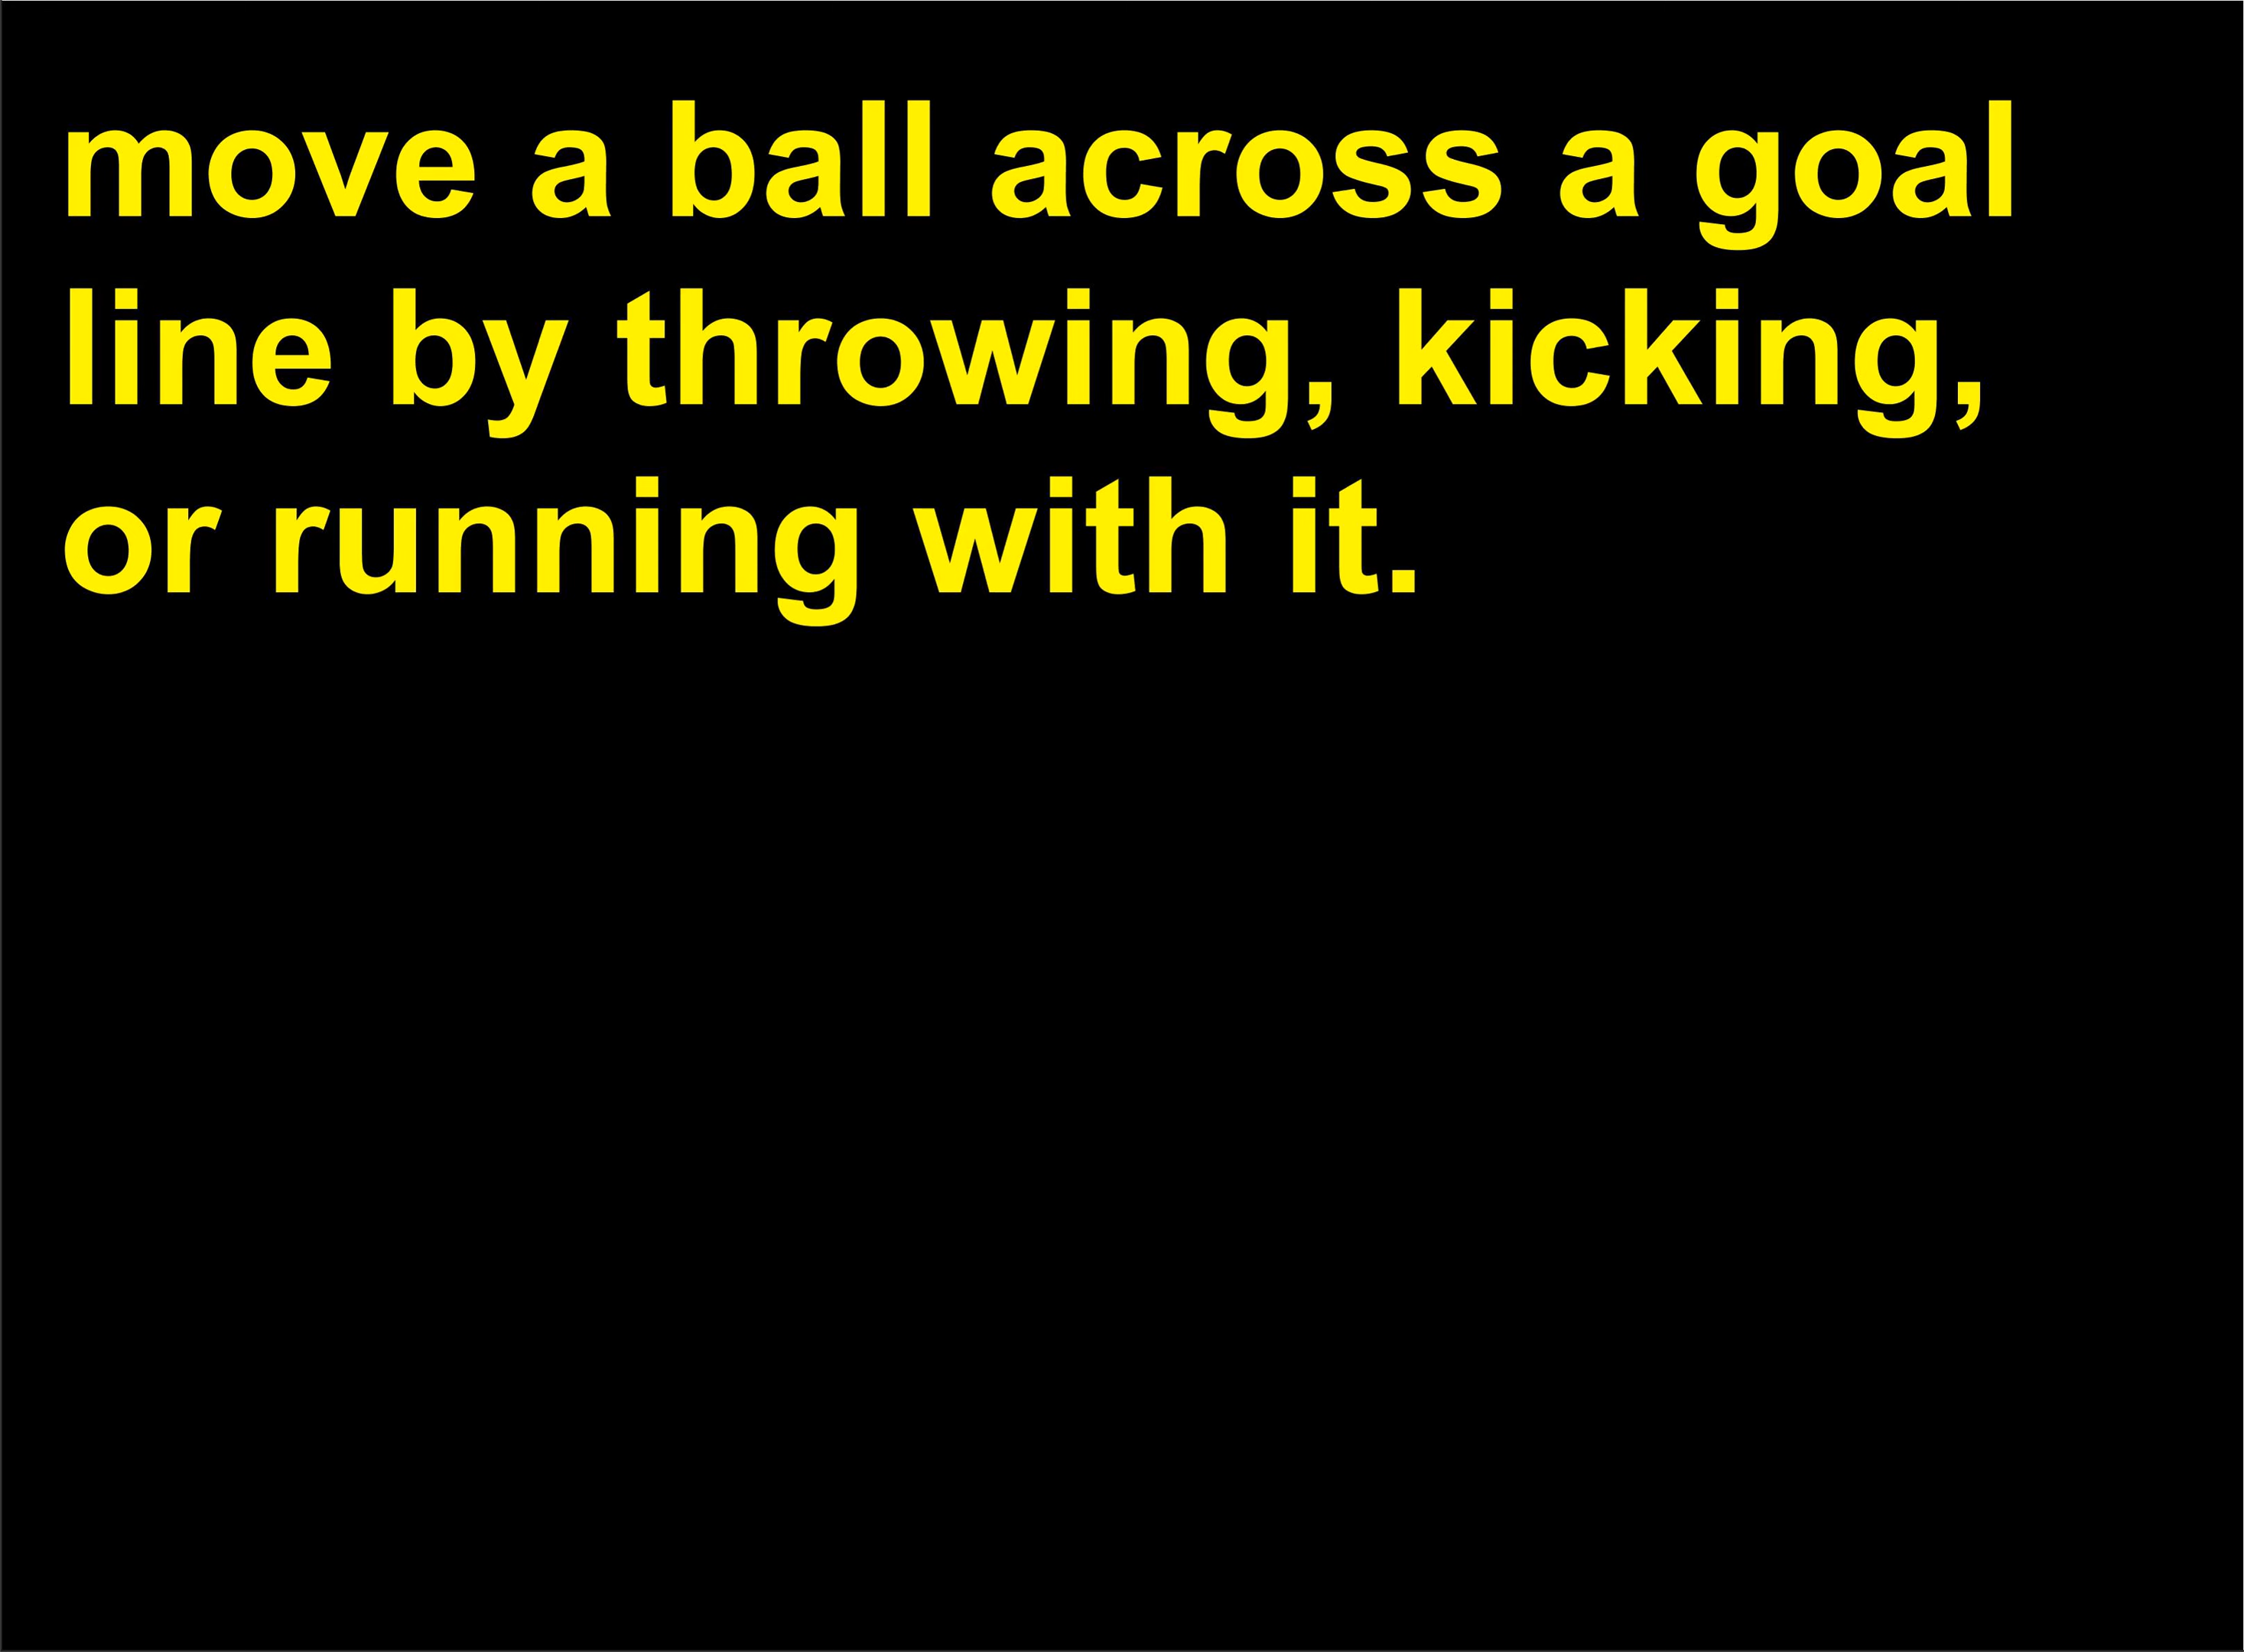 move a ball across a goal
line by throwing, kicking,
or running with it.